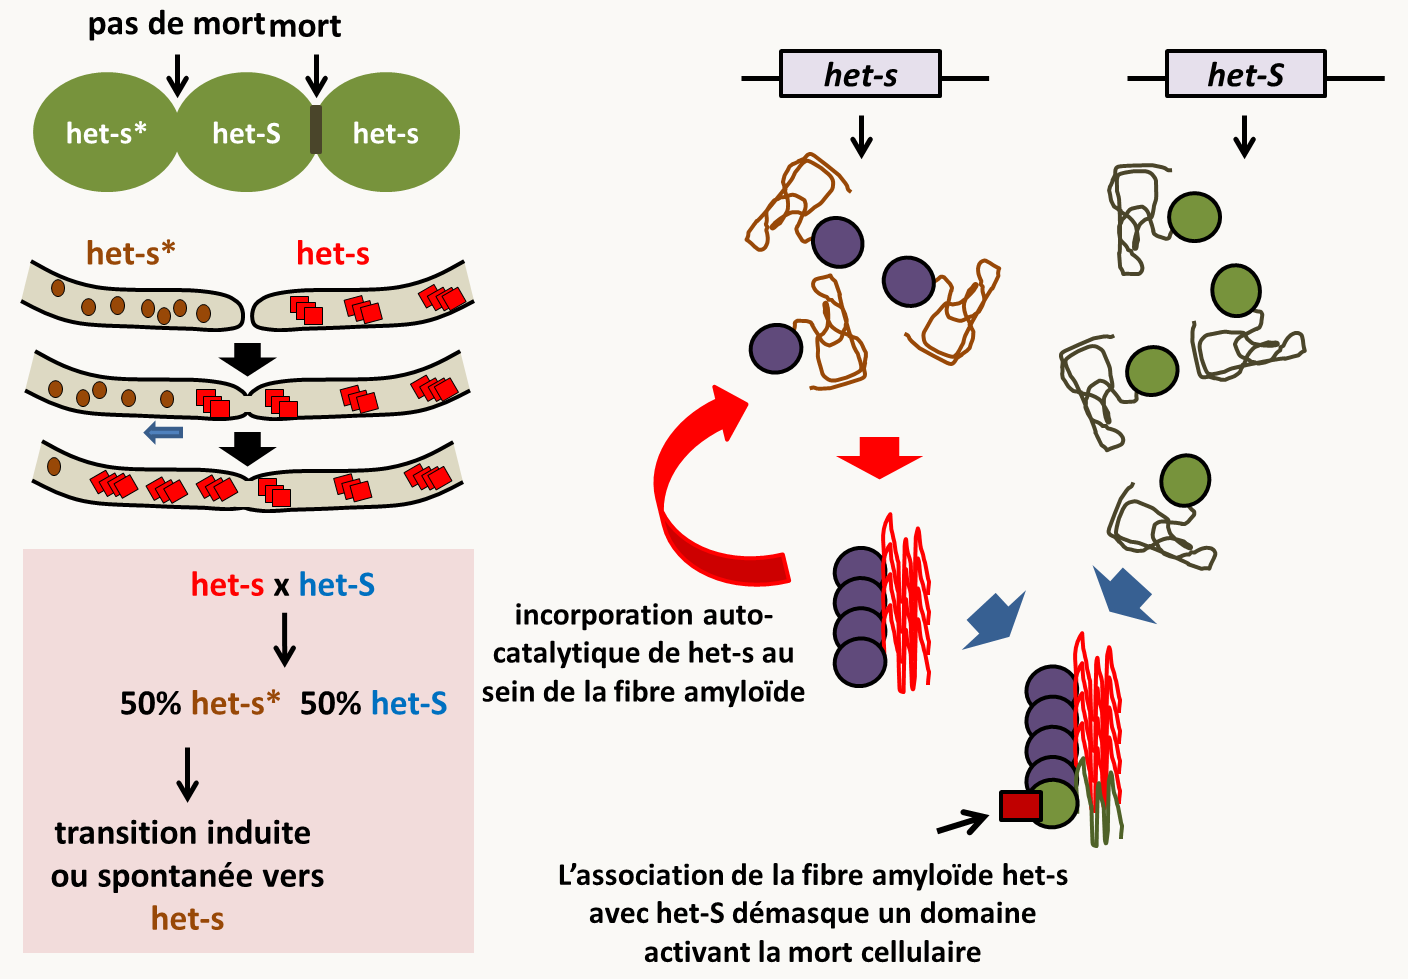 pas de mort mort
het-s* het-S het-s
het-s* het-s
het-s x het-S
50% het-s* 50% het-S
transition induite
ou spontanée vers
het-s
het-s
het-S
incorporation auto-
catalytique de het-s au
sein de la fibre amyloïde
L’association de la fibre amyloïde het-s
avec het-S démasque un domaine
activant la mort cellulaire